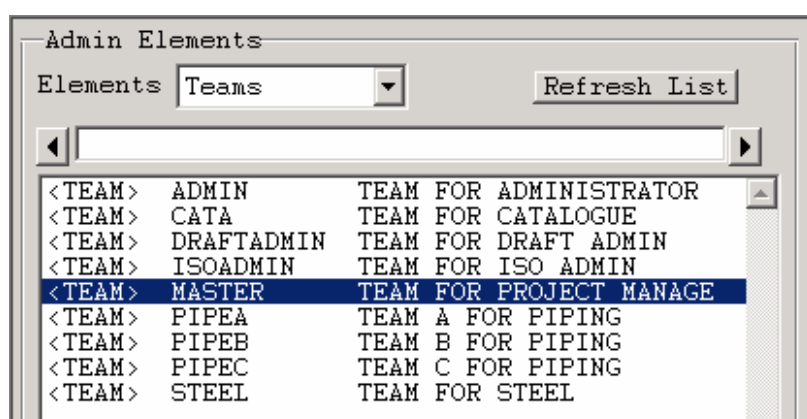 Admin Elements
Elements Teams Refresh List
<TEAM> ADMIN TEAM FOR ADMINISTRATOR
<TEAM> CATA TEAM FOR CATALOGUE
<TEAM> DRAFTADMIN TEAM FOR DRAFT ADMIN
<TEAM> ISOADMIN TEAM FOR ISO ADMIN
<TEAM> MASTER TEAM FOR PROJECT MANAGE
<TEAM> PIPEA TEAM A FOR PIPING
<TEAM> PIPEB TEAM B FOR PIPING
<TEAM> PIPEC TEAM C FOR PIPING
<TEAM> STEEL TEAM FOR STEEL